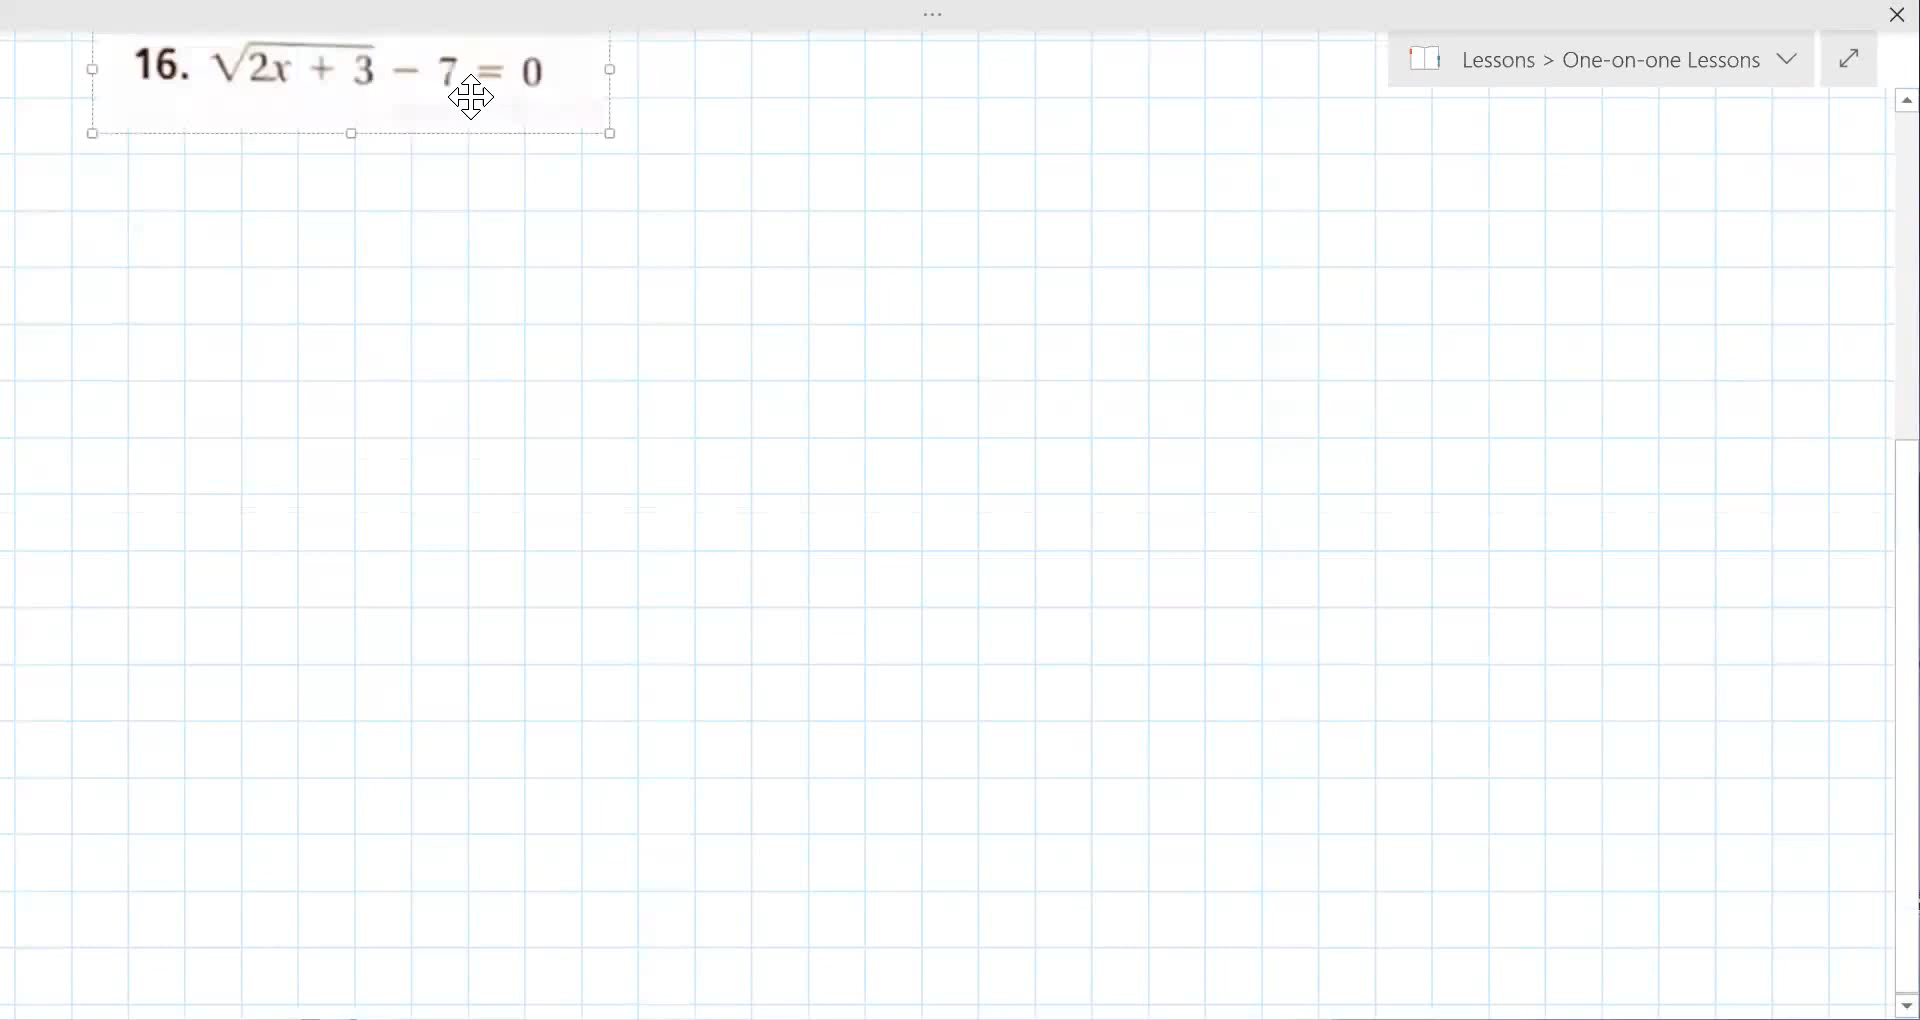 Lessons > One-on-one Lessons
16. √2x + 3 − 7 = 0